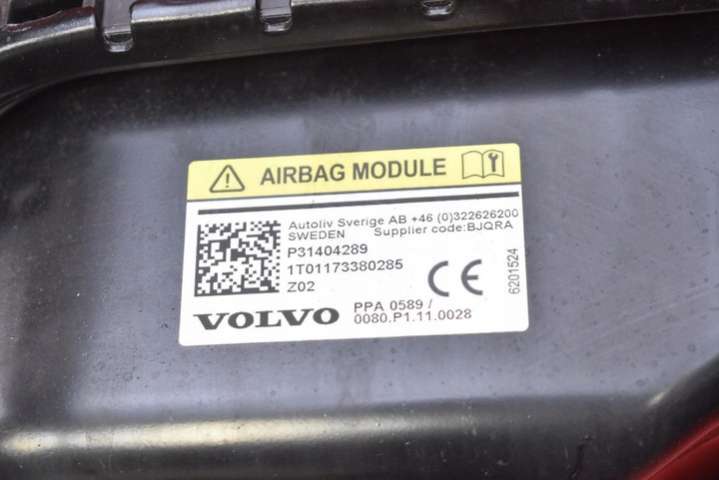 AIRBAG MODULE
Autoliv Sverige AB +46 (0)322626200
SWEDEN Supplier code:BJQRA
P31404289
1T01173380285
Z02
CE
6201524
VOLVO
PPA 0589 /
0080.P1.11.0028